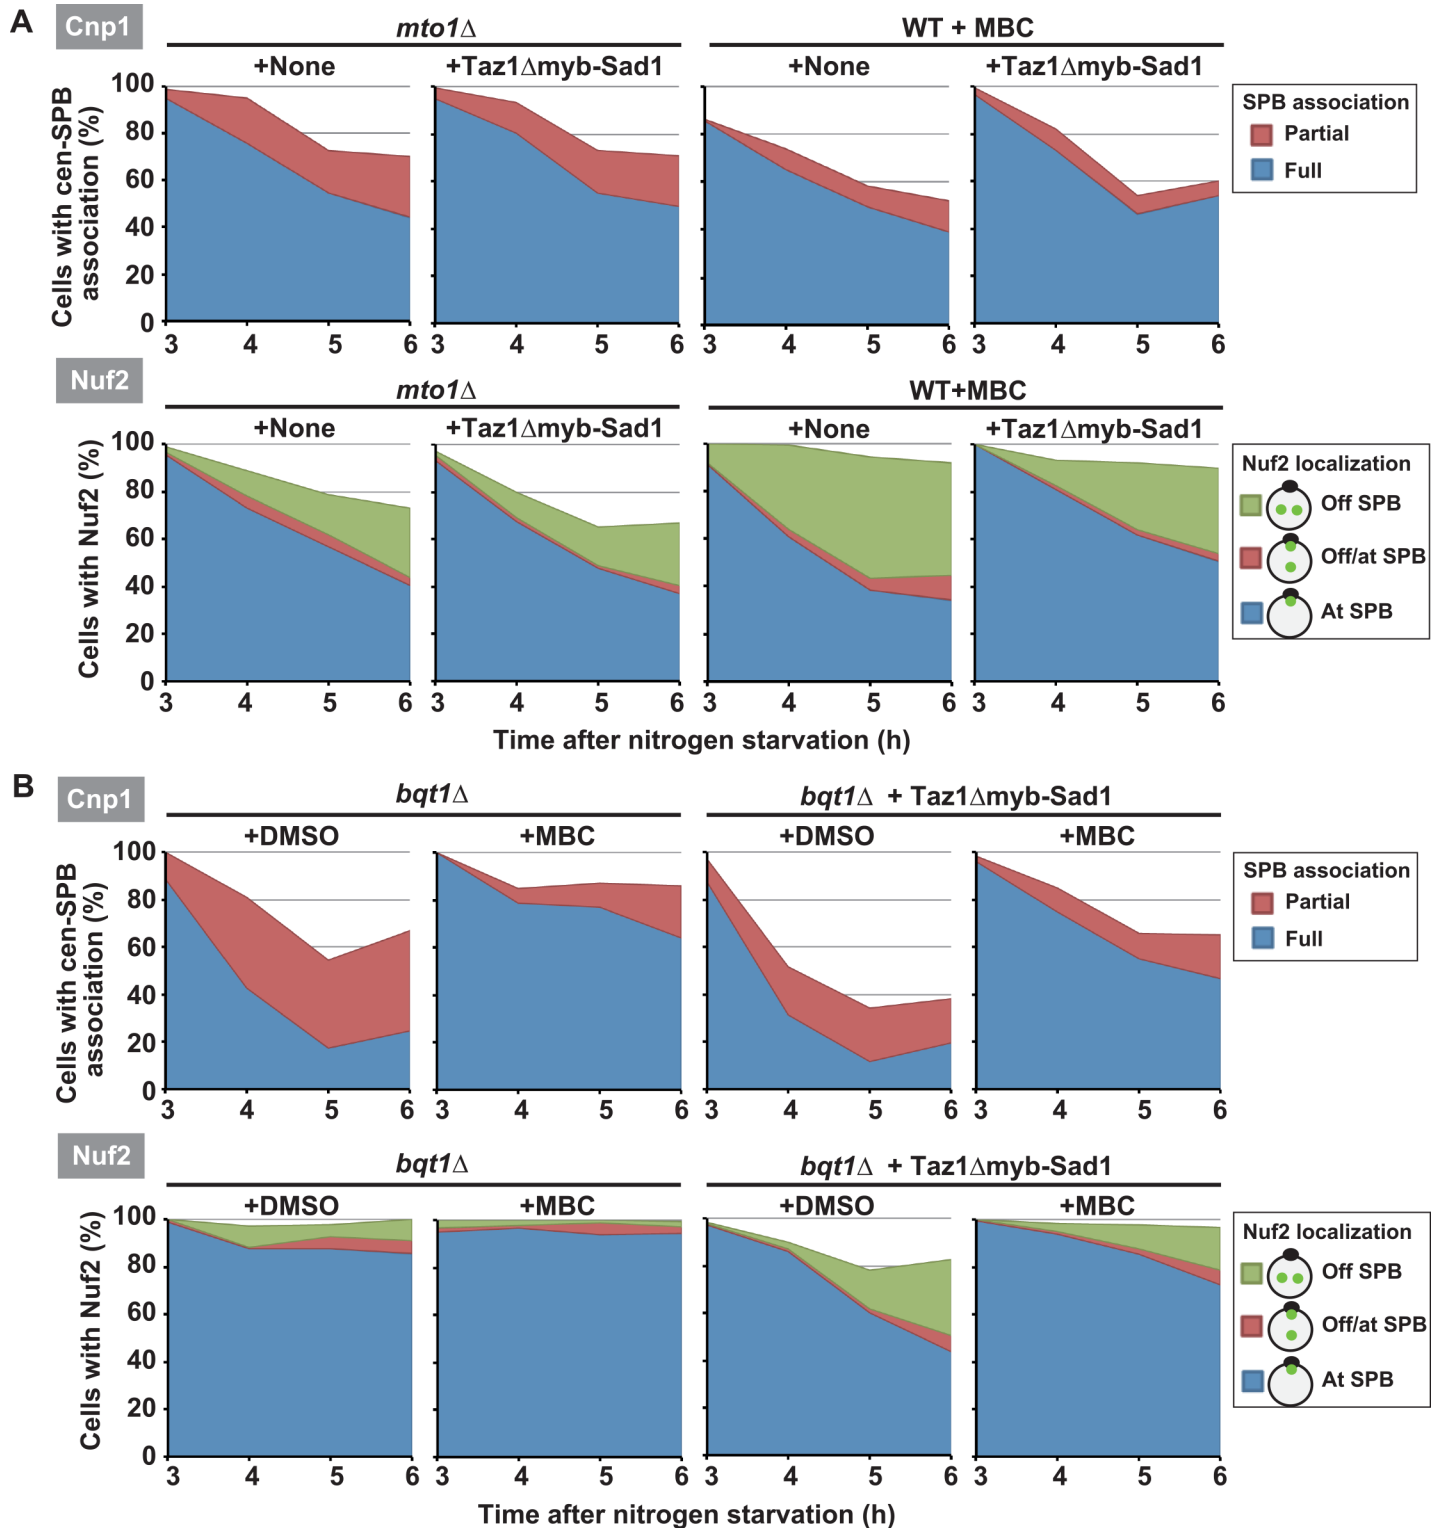 A
Cnp1
mto1Δ
WT + MBC
+None
+Taz1Δmyb-Sad1
+None
+Taz1Δmyb-Sad1
Cells with cen-SPB
association (%)
100
80
60
40
20
0
3 4 5 6
3 4 5 6
3 4 5 6
3 4 5 6
SPB association
Partial
Full
Nuf2
mto1Δ
WT+MBC
+None
+Taz1Δmyb-Sad1
+None
+Taz1Δmyb-Sad1
Cells with Nuf2 (%)
100
80
60
40
20
0
3 4 5 6
3 4 5 6
3 4 5 6
3 4 5 6
Nuf2 localization
Off SPB
Off/at SPB
At SPB
Time after nitrogen starvation (h)
B
Cnp1
bqt1Δ
bqt1Δ + Taz1Δmyb-Sad1
+DMSO
+MBC
+DMSO
+MBC
Cells with cen-SPB
association (%)
100
80
60
40
20
0
3 4 5 6
3 4 5 6
3 4 5 6
3 4 5 6
SPB association
Partial
Full
Nuf2
bqt1Δ
bqt1Δ + Taz1Δmyb-Sad1
+DMSO
+MBC
+DMSO
+MBC
Cells with Nuf2 (%)
100
80
60
40
20
0
3 4 5 6
3 4 5 6
3 4 5 6
3 4 5 6
Nuf2 localization
Off SPB
Off/at SPB
At SPB
Time after nitrogen starvation (h)